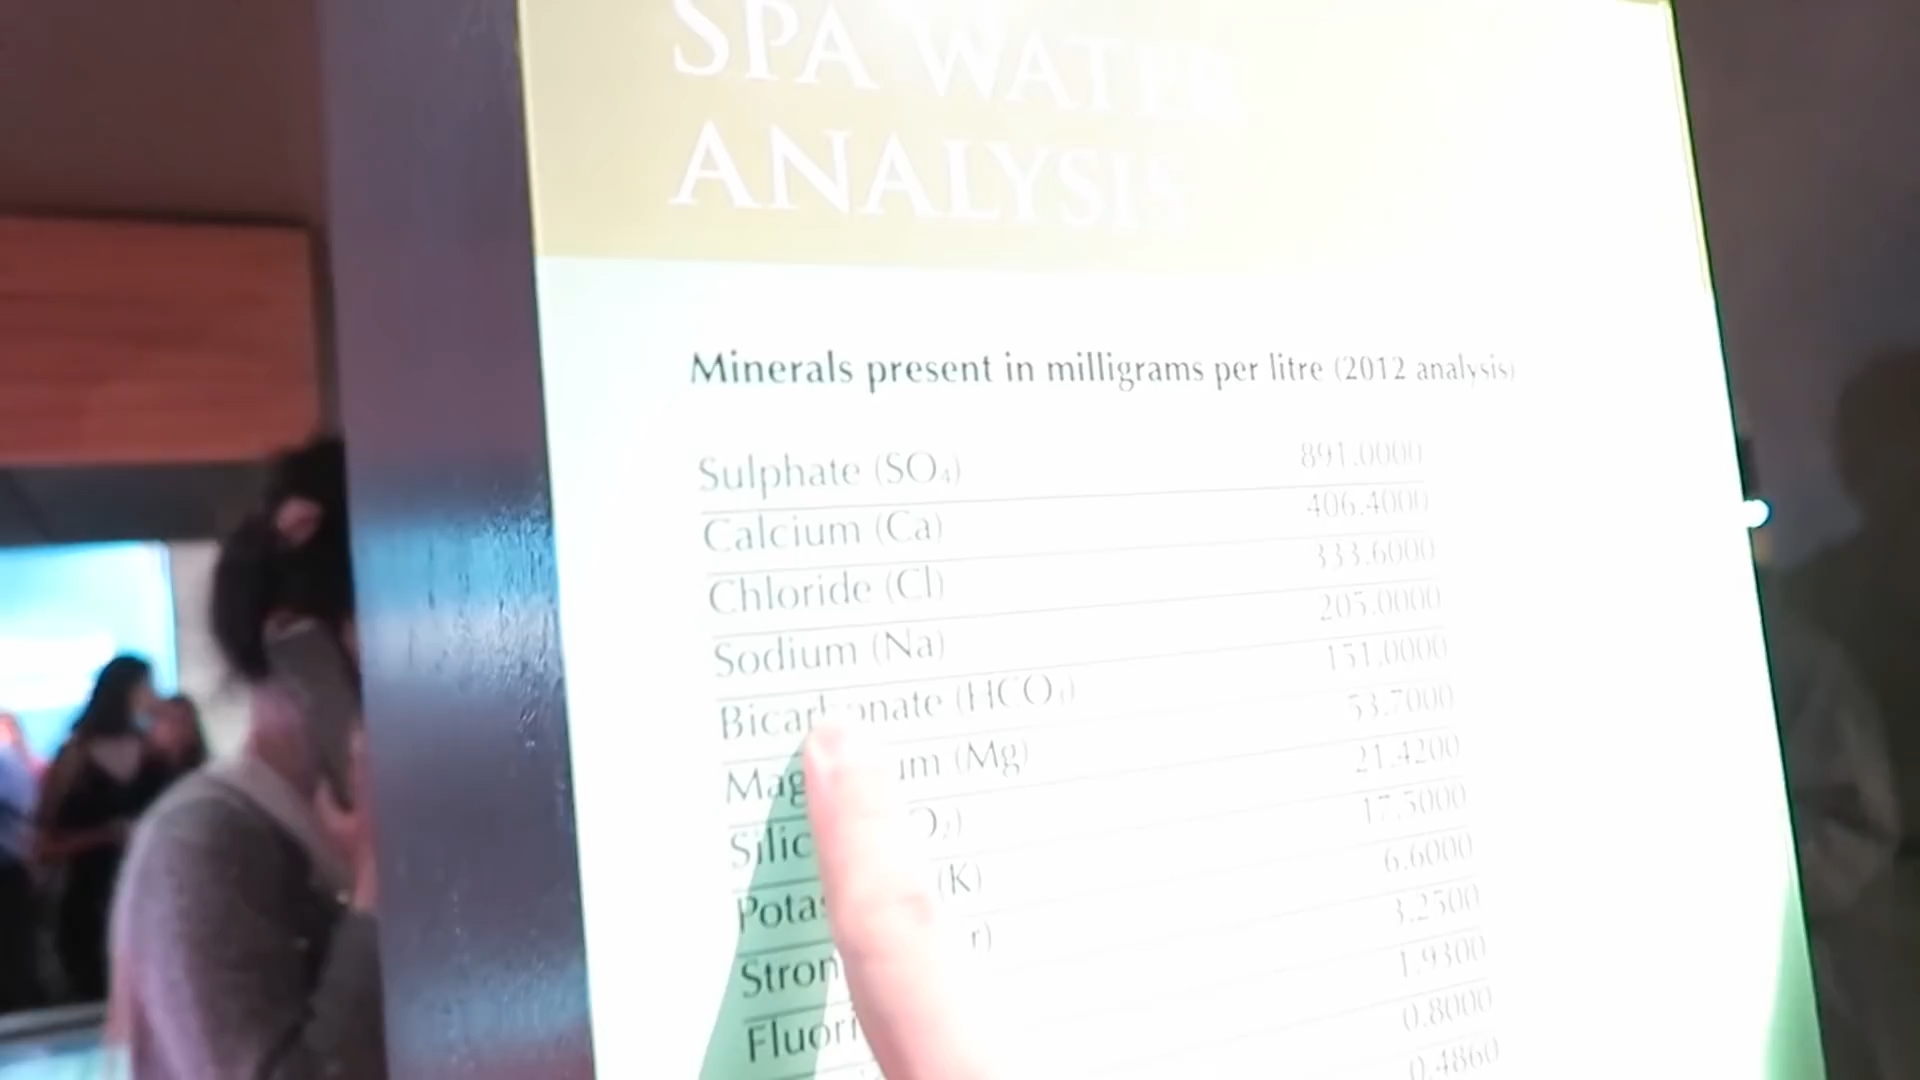 SPA WATER
ANALYSIS
Minerals present in milligrams per litre (2012 analysis)
Sulphate (SO₄) 891.0000
Calcium (Ca) 406.4000
Chloride (Cl) 333.6000
Sodium (Na) 205.0000
(HCO₃) 151.0000
(Mg) 53.7000
21.4200
(K) 17.5000
6.6000
3.2500
1.9300
0.8000
0.4860